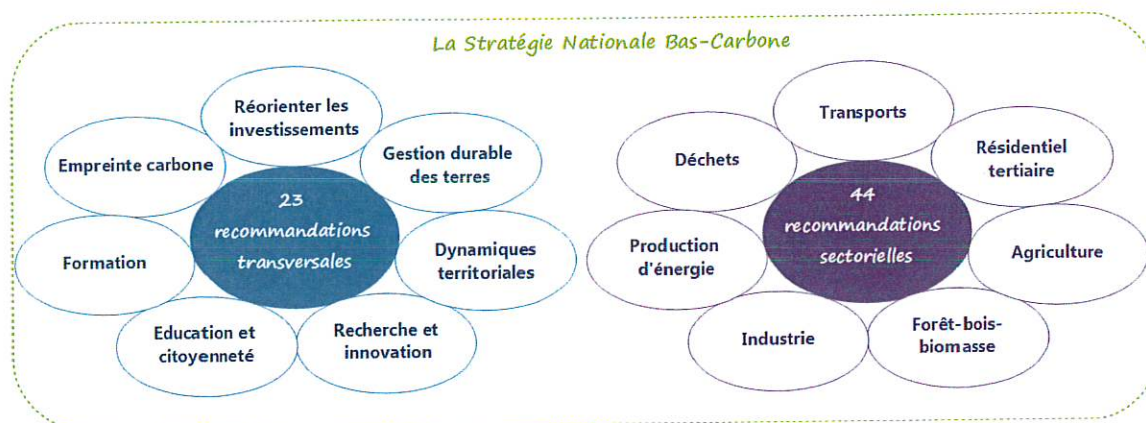 La Stratégie Nationale Bas-Carbone
Réorienter les
investissements
Gestion durable
des terres
Dynamiques
territoriales
Recherche et
innovation
Education et
citoyenneté
Formation
Empreinte carbone
23
recommandations
transversales
Transports
Résidentiel
tertiaire
Agriculture
Forêt-bois-
biomasse
Industrie
Production
d'énergie
Déchets
44
recommandations
sectorielles